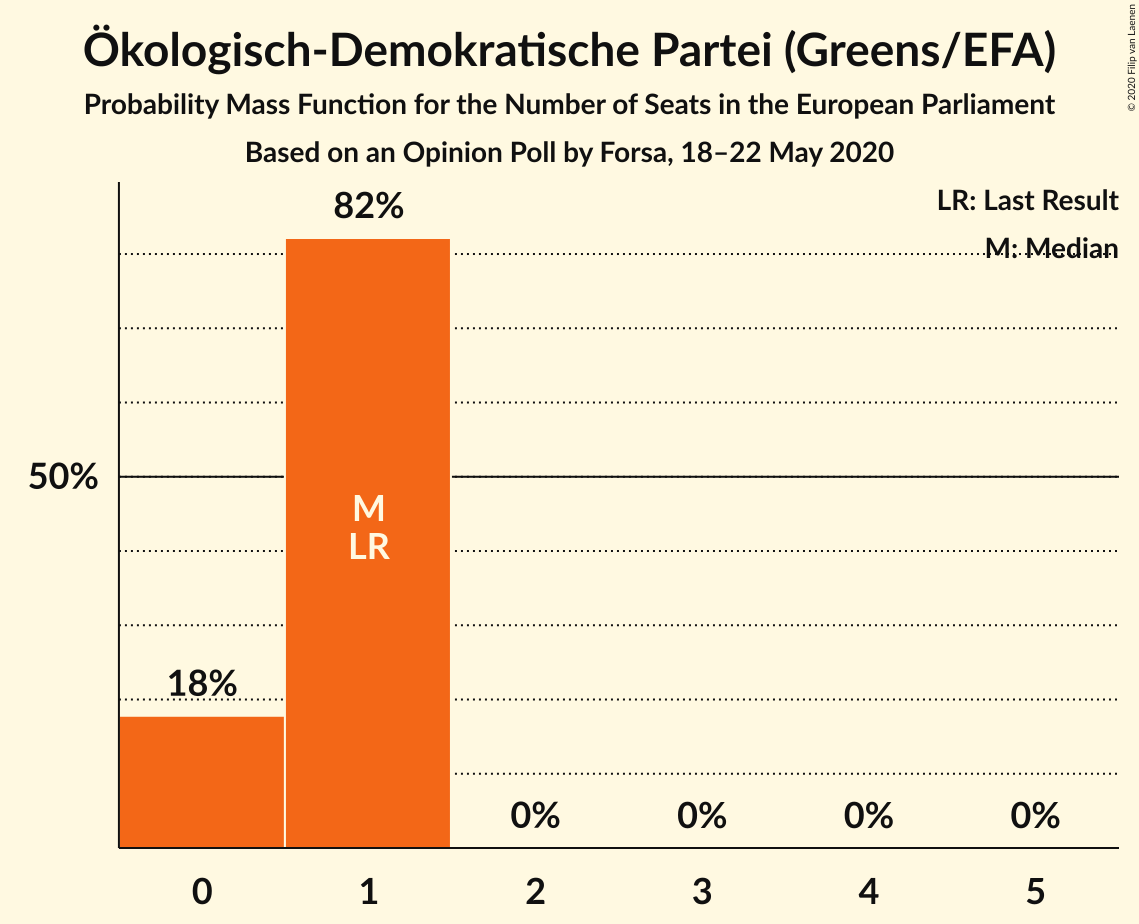 Ökologisch-Demokratische Partei (Greens/EFA)
Probability Mass Function for the Number of Seats in the European Parliament
Based on an Opinion Poll by Forsa, 18–22 May 2020
© 2020 Filip van Laenen
LR: Last Result
M: Median
82%
50%
M
LR
18%
0% 0% 0% 0%
0 1 2 3 4 5